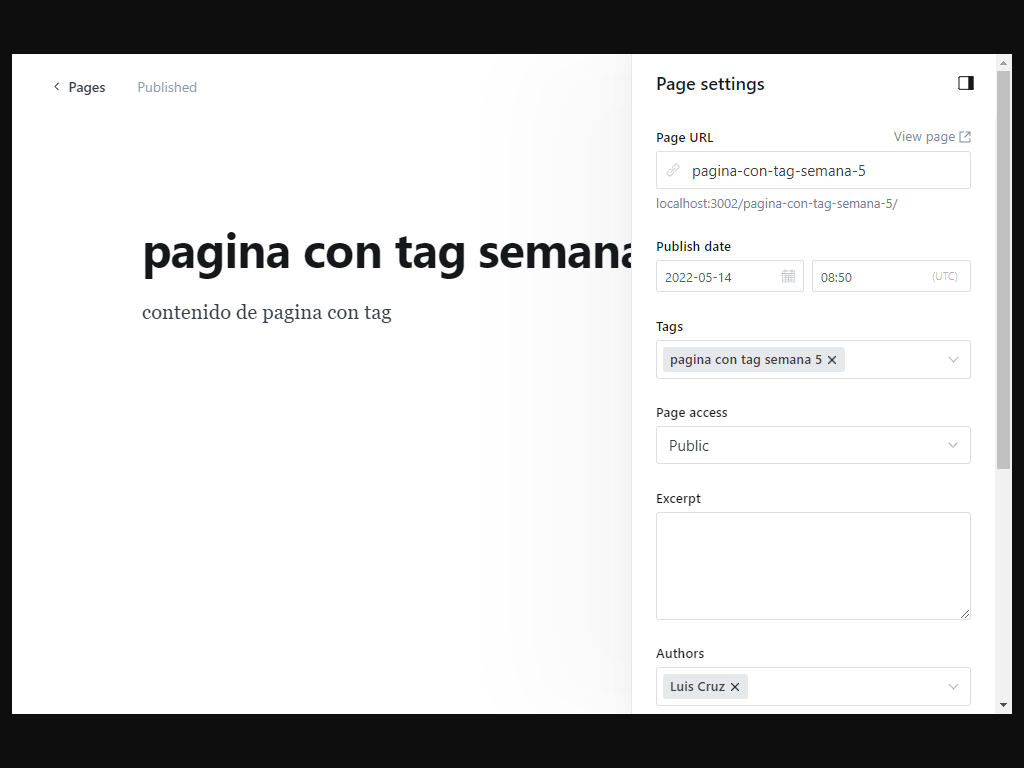 Pages
Published
pagina con tag semana
contenido de pagina con tag
Page settings
Page URL
View page
pagina-con-tag-semana-5
localhost:3002/pagina-con-tag-semana-5/
Publish date
2022-05-14
08:50
(UTC)
Tags
pagina con tag semana 5
Page access
Public
Excerpt
Authors
Luis Cruz